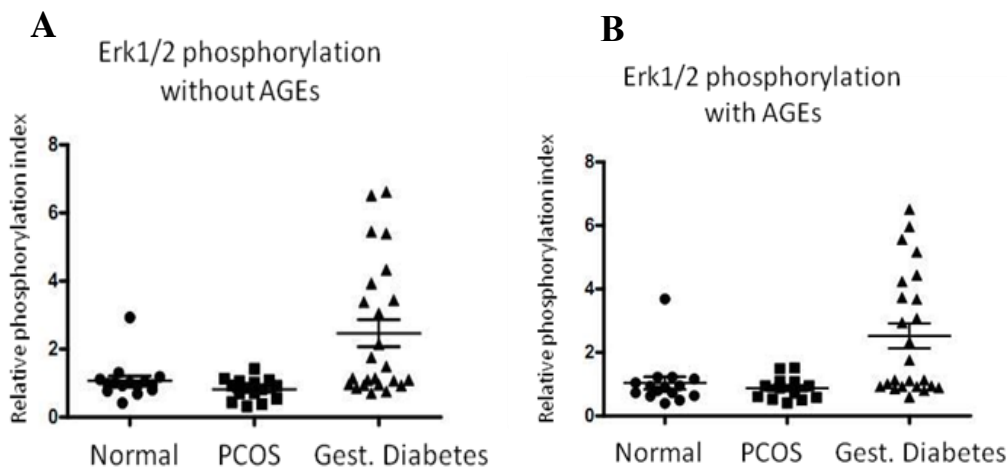 A
Erk1/2 phosphorylation
without AGEs
Relative phosphorylation index
8
6
4
2
0
Normal PCOS Gest. Diabetes
B
Erk1/2 phosphorylation
with AGEs
Relative phosphorylation index
8
6
4
2
0
Normal PCOS Gest. Diabetes